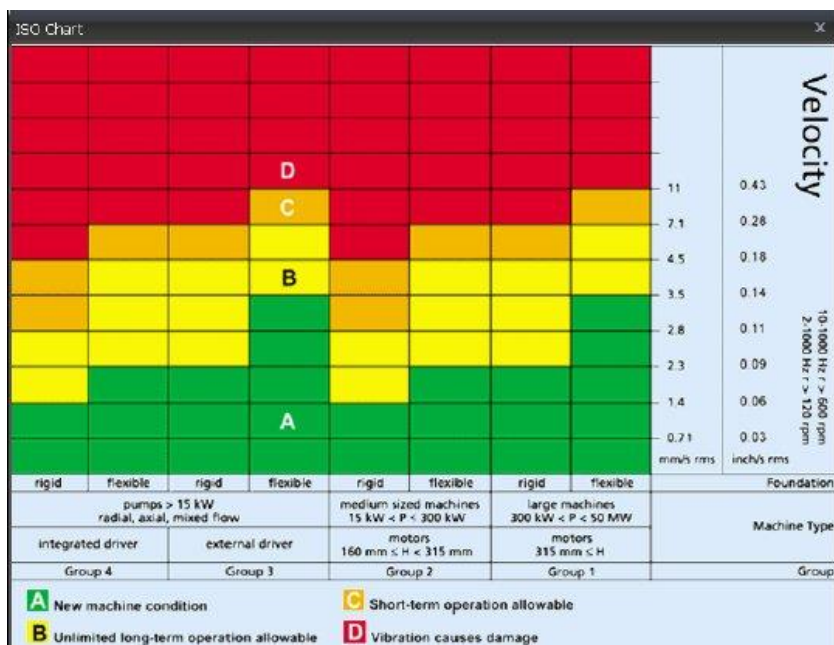 ISO Chart x
D
C
B
A
11 0.43
7.1 0.28
4.5 0.18
3.5 0.14
2.8 0.11
2.3 0.09
1.4 0.06
0.71 0.03
mm/s rms inch/s rms
Velocity
10-1000 Hz r > 600 rpm
2-1000 Hz r > 120 rpm
rigid flexible rigid flexible rigid flexible rigid flexible Foundation
pumps > 15 kW medium sized machines large machines
radial, axial, mixed flow 15 kW < P ≤ 300 kW 300 kW < P < 50 MW
Machine Type
integrated driver external driver motors motors
160 mm ≤ H < 315 mm 315 mm ≤ H
Group 4 Group 3 Group 2 Group 1 Group
A New machine condition C Short-term operation allowable
B Unlimited long-term operation allowable D Vibration causes damage